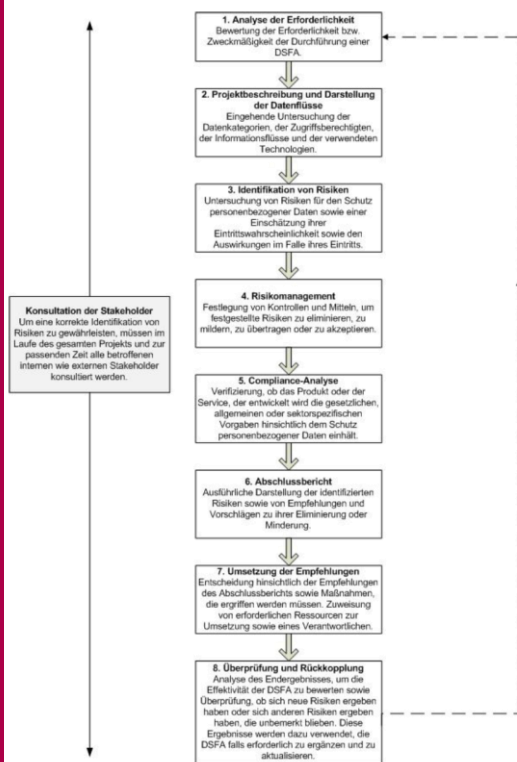 1. Analyse der Erforderlichkeit
Bewertung der Erforderlichkeit bzw.
Zweckmäßigkeit der Durchführung einer
DSFA.
2. Projektbeschreibung und Darstellung
der Datenflüsse
Eingehende Untersuchung der
Datenkategorien, der Zugriffsberechtigten,
der Informationsflüsse und der verwendeten
Technologien.
3. Identifikation von Risiken
Untersuchung von Risiken für den Schutz
personenbezogener Daten sowie einer
Einschätzung ihrer
Eintrittswahrscheinlichkeit sowie den
Auswirkungen im Falle ihres Eintritts.
Konsultation der Stakeholder
Um eine korrekte Identifikation von
Risiken zu gewährleisten, müssen im
Laufe des gesamten Projekts und zur
passenden Zeit alle betroffenen
internen wie externen Stakeholder
konsultiert werden.
4. Risikomanagement
Festlegung von Kontrollen und Mitteln, um
festgestellte Risiken zu eliminieren, zu
mildern, zu übertragen oder zu akzeptieren.
5. Compliance-Analyse
Verifizierung, ob das Produkt oder der
Service, der entwickelt wird die gesetzlichen,
allgemeinen oder sektorspezifischen
Vorgaben hinsichtlich dem Schutz
personenbezogener Daten einhält.
6. Abschlussbericht
Ausführliche Darstellung der identifizierten
Risiken sowie von Empfehlungen und
Vorschlägen zu ihrer Eliminierung oder
Minderung.
7. Umsetzung der Empfehlungen
Entscheidung hinsichtlich der Empfehlungen
des Abschlussberichts sowie Maßnahmen,
die ergriffen werden müssen. Zuweisung
von erforderlichen Ressourcen zur
Umsetzung sowie eines Verantwortlichen.
8. Überprüfung und Rückkopplung
Analyse des Endergebnisses, um die
Effektivität der DSFA zu bewerten sowie
Überprüfung, ob sich neue Risiken ergeben
haben oder sich anderen Risiken ergeben
haben, die unbemerkt blieben. Diese
Ergebnisse werden dazu verwendet, die
DSFA falls erforderlich zu ergänzen und zu
aktualisieren.